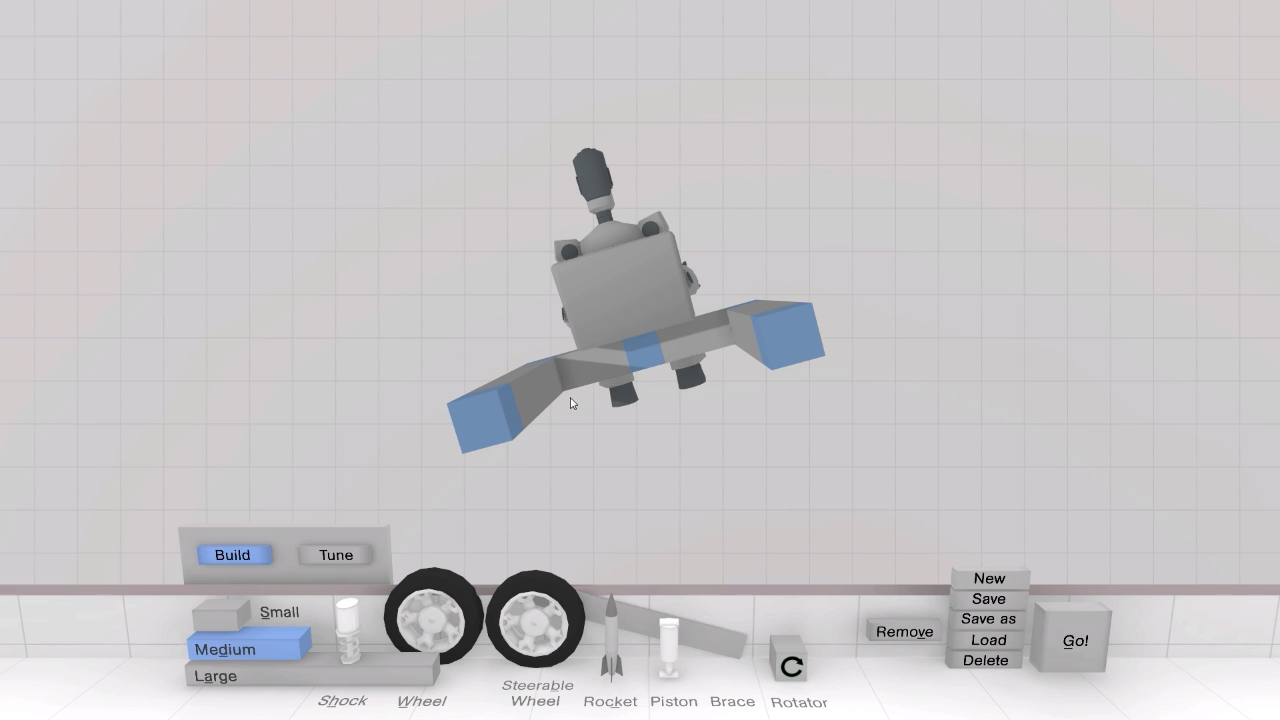 Build
Tune
Small
Medium
Large
Shock
Wheel
Steerable
Wheel
Rocket
Piston
Brace
Rotator
Remove
New
Save
Save as
Load
Delete
Go!